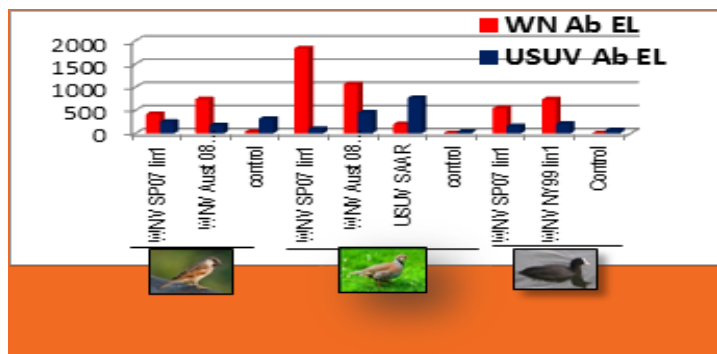 WN Ab EL
USUV Ab EL
2000
1500
1000
500
0
WNV SP07 lin1
WNV Aust 08...
control
WNV SP07 lin1
WNV Aust 08...
USUV SAAR
control
WNV SP07 lin1
WNV NY99 lin1
Control